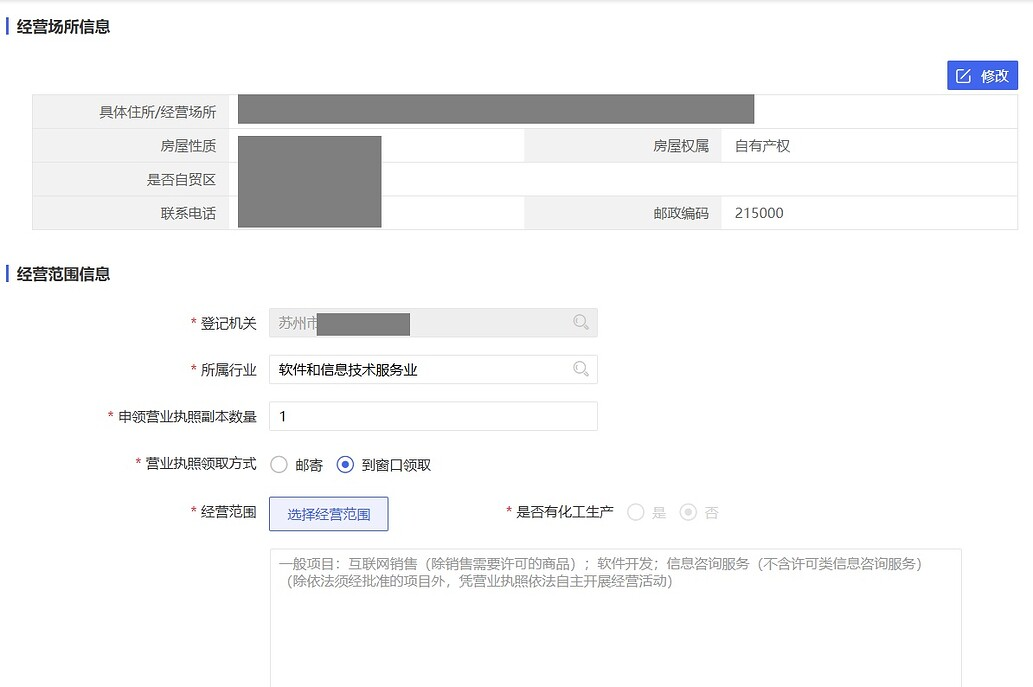 经营场所信息
修改
具体住所/经营场所
房屋性质 房屋权属 自有产权
是否自贸区
联系电话 邮政编码 215000
经营范围信息
* 登记机关 苏州市
* 所属行业 软件和信息技术服务业
* 申领营业执照副本数量 1
* 营业执照领取方式 邮寄 到窗口领取
* 经营范围 选择经营范围 * 是否有化工生产 是 否
一般项目：互联网销售（除销售需要许可的商品）；软件开发；信息咨询服务（不含许可类信息咨询服务）
（除依法须经批准的项目外，凭营业执照依法自主开展经营活动）